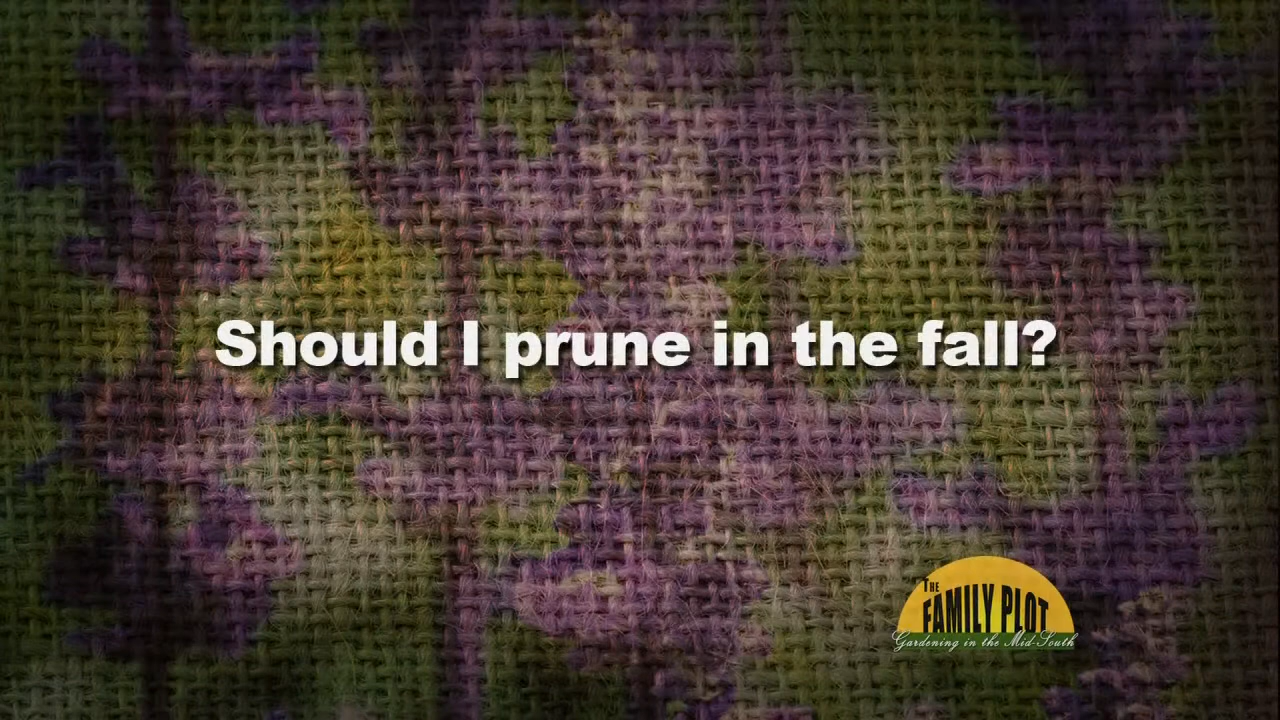 Should I prune in the fall?
THE
FAMILY PLOT
Gardening in the Mid-South